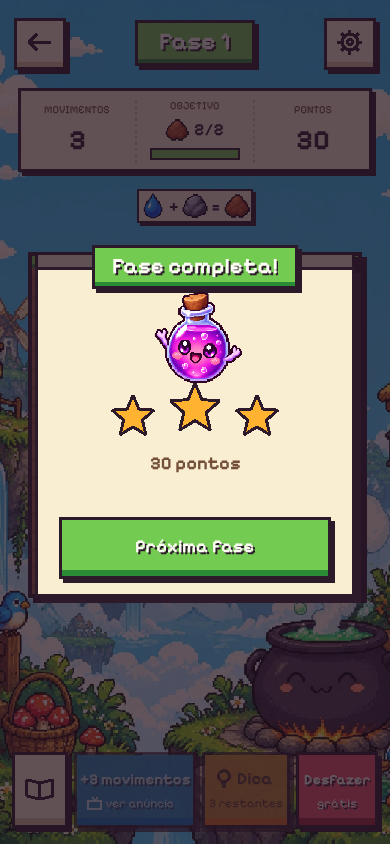 Fase 1
MOVIMENTOS
OBJETIVO
PONTOS
3
2/2
30
+ =
Fase completa!
30 pontos
Próxima fase
+3 movimentos
ver anúncio
Dica
3 restantes
Desfazer
grátis